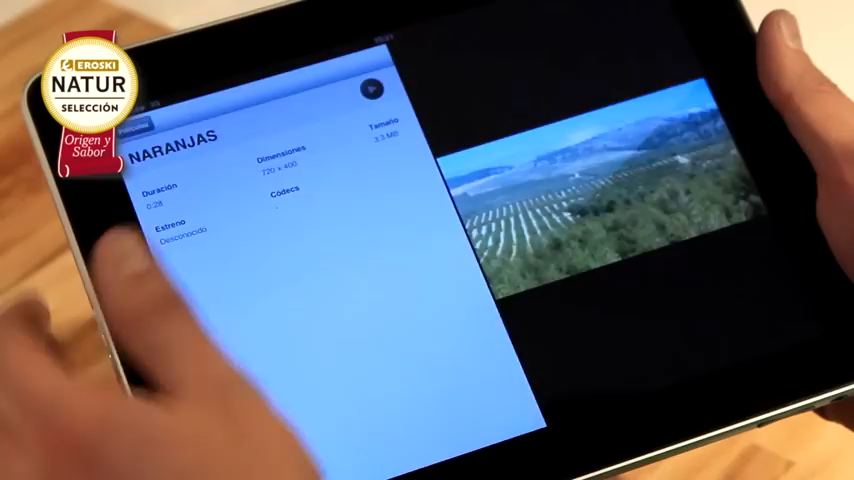 EROSKI
NATUR
SELECCIÓN
Origen y
Sabor
NARANJAS
Duración
0:28
Dimensiones
720 x 400
Tamaño
3.3 MB
Estreno
Desconocido
Códecs